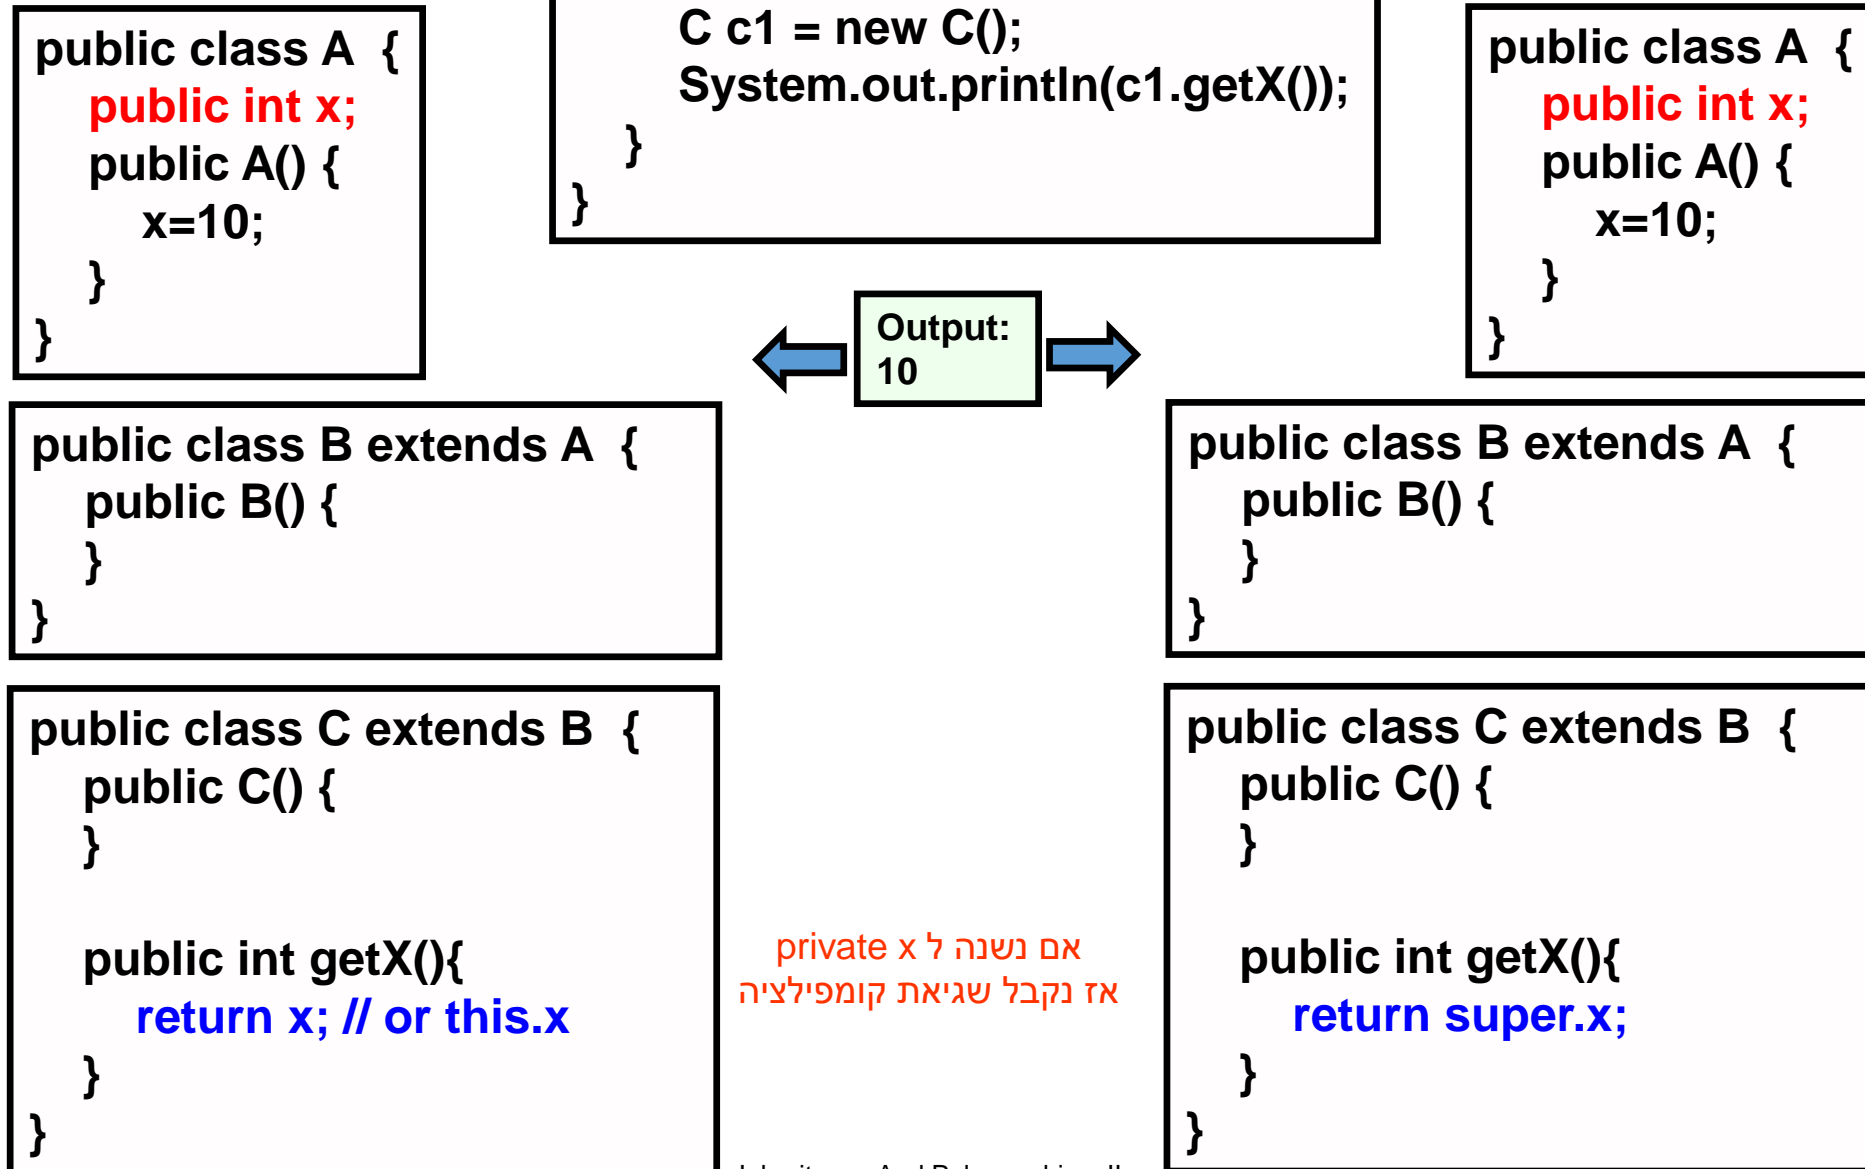 public class A {
public int x;
public A() {
x=10;
}
}
C c1 = new C();
System.out.println(c1.getX());
}
}
public class A {
public int x;
public A() {
x=10;
}
}
Output:
10
public class B extends A {
public B() {
}
}
public class B extends A {
public B() {
}
}
public class C extends B {
public C() {
}
public int getX(){
return x; // or this.x
}
}
אם נשנה ל private x
אז נקבל שגיאת קומפילציה
public class C extends B {
public C() {
}
public int getX(){
return super.x;
}
}